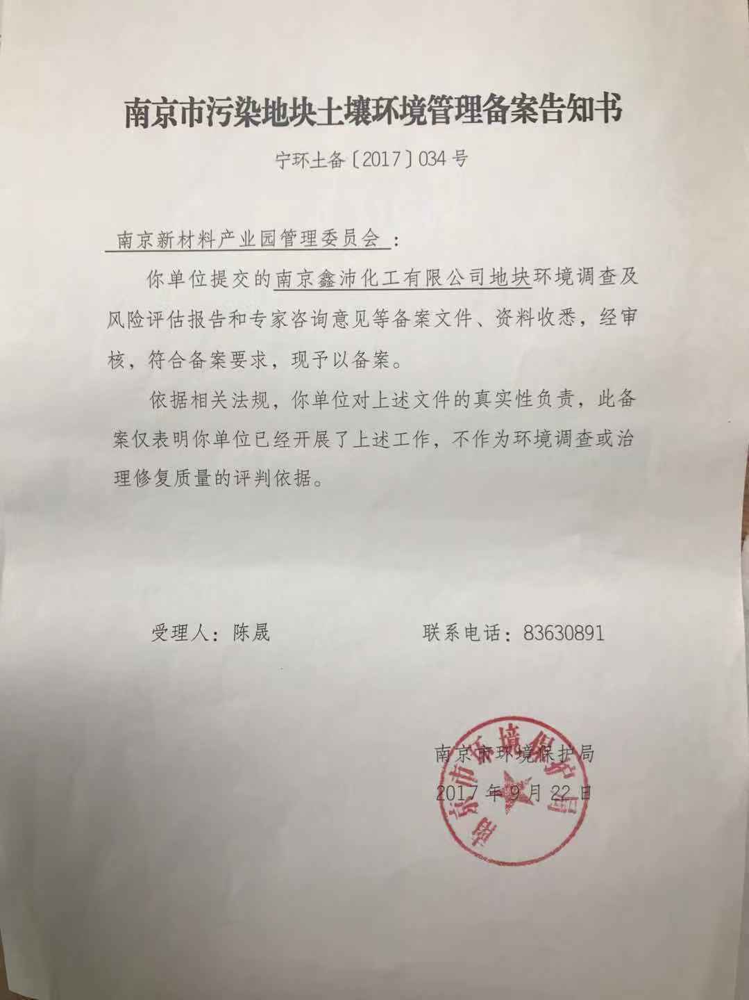 南京市污染地块土壤环境管理备案告知书
宁环土备〔2017〕034 号
南京新材料产业园管理委员会：
你单位提交的南京鑫沛化工有限公司地块环境调查及
风险评估报告和专家咨询意见等备案文件、资料收悉，经审
核，符合备案要求，现予以备案。
依据相关法规，你单位对上述文件的真实性负责，此备
案仅表明你单位已经开展了上述工作，不作为环境调查或治
理修复质量的评判依据。
受理人：陈晟 联系电话：83630891
南京市环境保护局
2017 年 9 月 22 日
南京市环境保护局